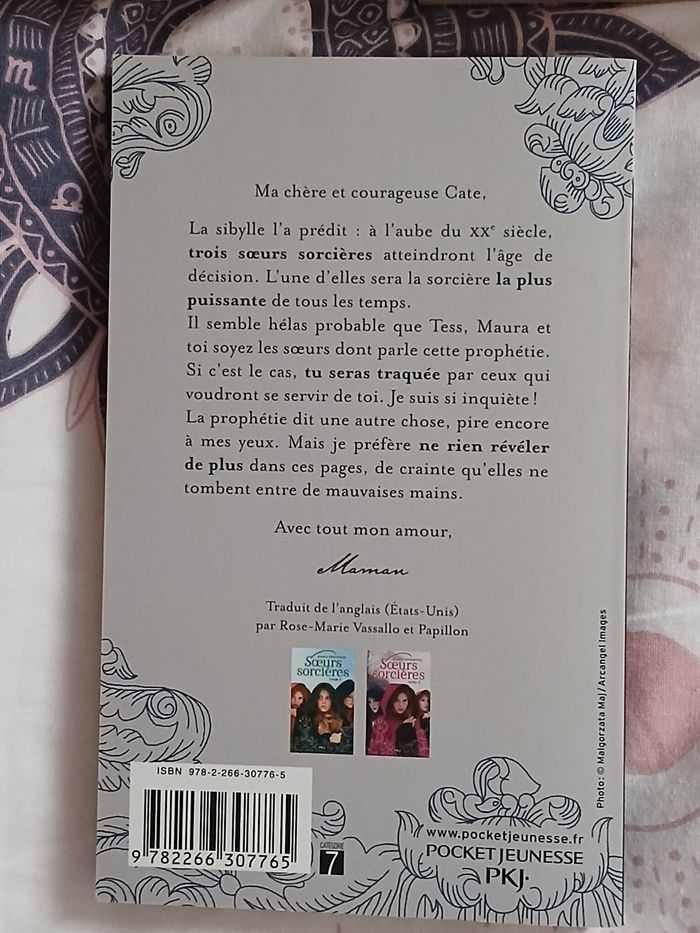 Ma chère et courageuse Cate,
La sibylle l'a prédit : à l'aube du XXe siècle,
trois sœurs sorcières atteindront l'âge de
décision. L'une d'elles sera la sorcière la plus
puissante de tous les temps.
Il semble hélas probable que Tess, Maura et
toi soyez les sœurs dont parle cette prophétie.
Si c'est le cas, tu seras traquée par ceux qui
voudront se servir de toi. Je suis si inquiète !
La prophétie dit une autre chose, pire encore
à mes yeux. Mais je préfère ne rien révéler
de plus dans ces pages, de crainte qu'elles ne
tombent entre de mauvaises mains.
Avec tout mon amour,
Maman
Traduit de l'anglais (États-Unis)
par Rose-Marie Vassallo et Papillon
Sœurs
sorcières
Sœurs
sorcières
Photo : © Malgorzata Maj / Arcangel Images
ISBN 978-2-266-30776-5
9 782266 307765
CATÉGORIE
7
www.pocketjeunesse.fr
POCKET JEUNESSE
PKJ·